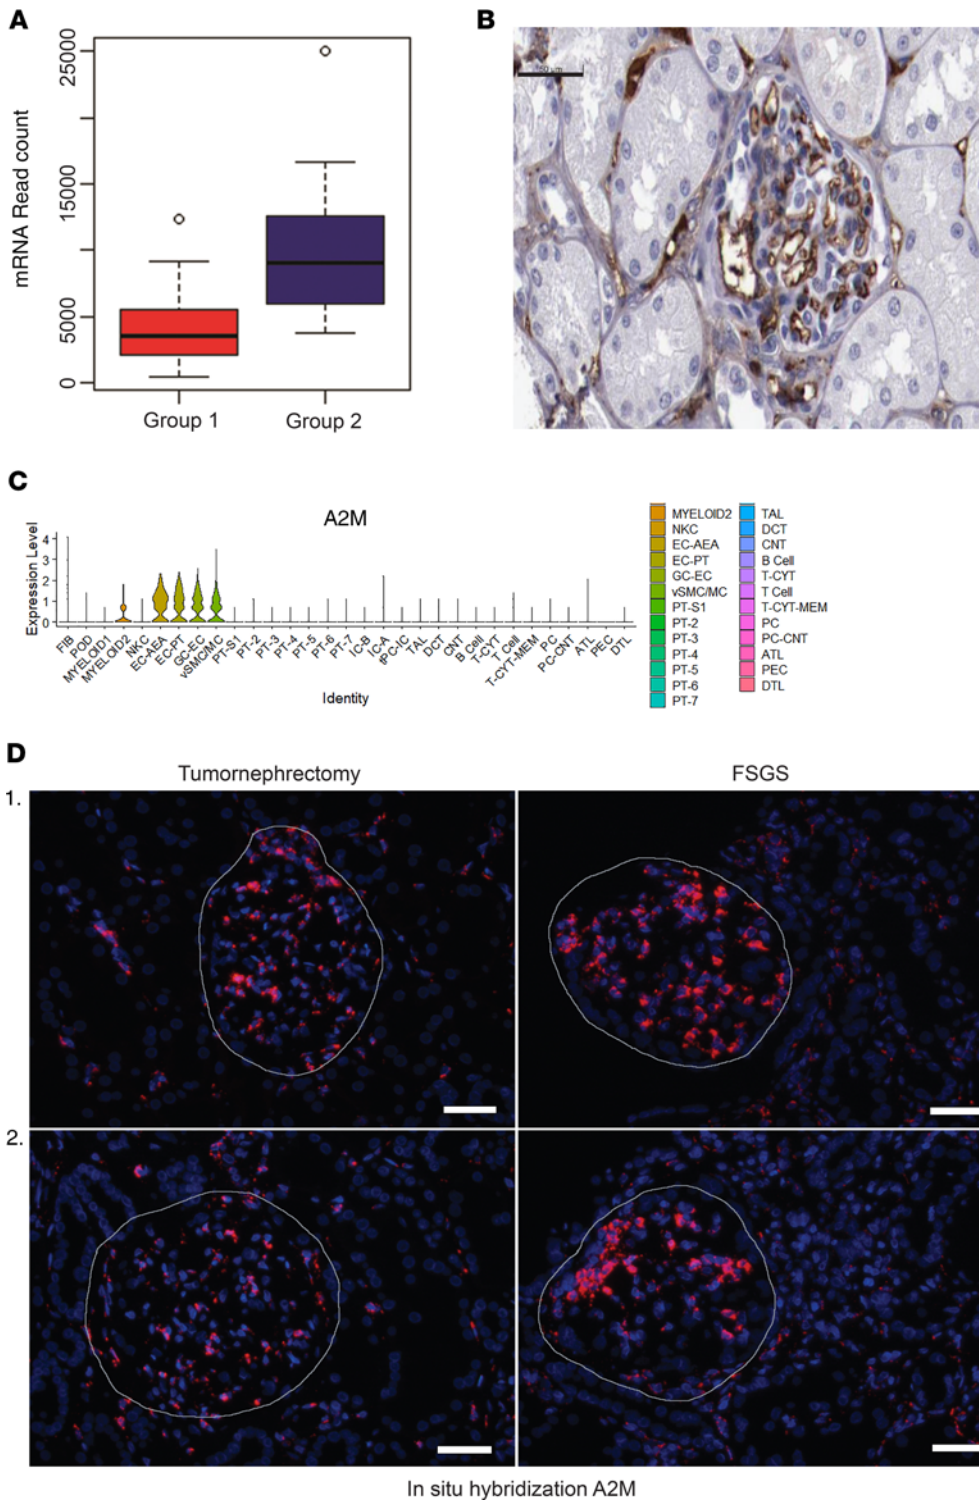 A
B
mRNA Read count
25000
15000
5000
0
Group 1
Group 2
50 µm
C
A2M
Expression Level
4
3
2
1
0
FIB
POD
MYELOID1
MYELOID2
NKC
EC-AEA
EC-PT
GC-EC
vSMC/MC
PT-S1
PT-2
PT-3
PT-4
PT-5
PT-6
PT-7
IC-B
IC-A
tPC-IC
TAL
DCT
CNT
B Cell
T-CYT
T Cell
T-CYT-MEM
PC
PC-CNT
ATL
PEC
DTL
Identity
MYELOID2
NKC
EC-AEA
EC-PT
GC-EC
vSMC/MC
PT-S1
PT-2
PT-3
PT-4
PT-5
PT-6
PT-7
TAL
DCT
CNT
B Cell
T-CYT
T Cell
T-CYT-MEM
PC
PC-CNT
ATL
PEC
DTL
D
Tumornephrectomy
FSGS
1.
2.
In situ hybridization A2M